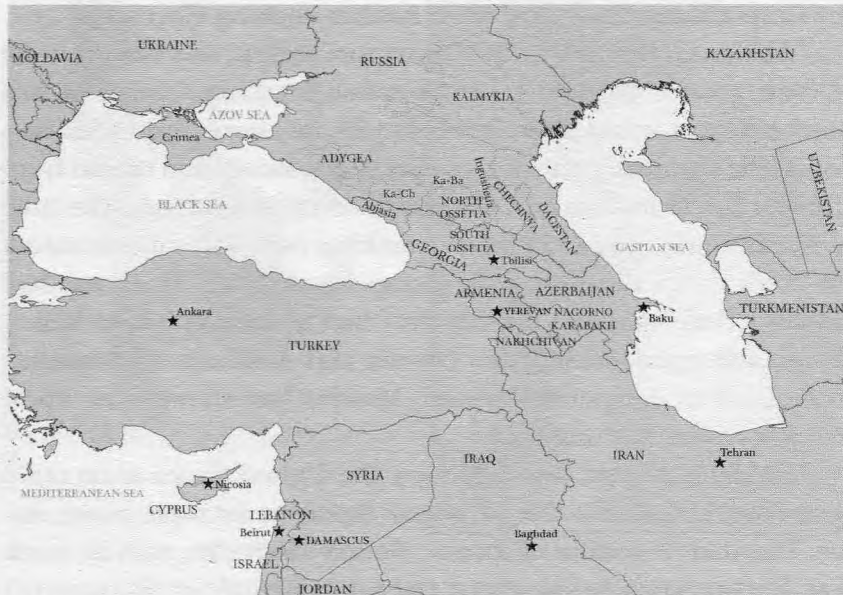 UKRAINE
MOLDAVIA
RUSSIA
KAZAKHSTAN
KALMYKIA
AZOV SEA
Crimea
ADYGEA
UZBEKISTAN
Ka-Ch
Ka-Ba
Ingushetia
CHECHNYA
DAGESTAN
NORTH
OSSETIA
BLACK SEA
Abjasia
SOUTH
OSSETIA
GEORGIA
Tbilisi
CASPIAN SEA
ARMENIA
AZERBAIJAN
TURKMENISTAN
Ankara
YEREVAN
NAGORNO
KARABAKH
Baku
TURKEY
NAKHCHIVAN
IRAQ
IRAN
Tehran
SYRIA
MEDITEREANEAN SEA
Nicosia
CYPRUS
LEBANON
Beirut
DAMASCUS
Baghdad
ISRAEL
JORDAN